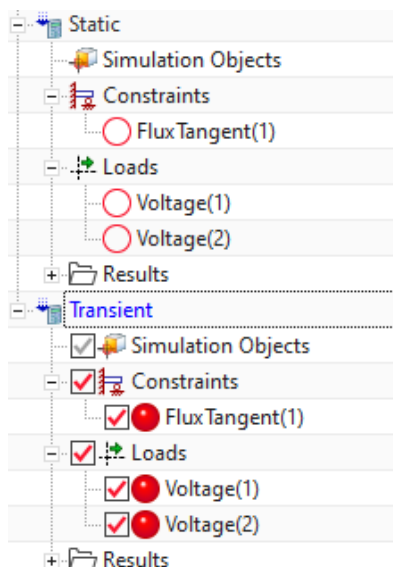 Static
Simulation Objects
Constraints
FluxTangent(1)
Loads
Voltage(1)
Voltage(2)
Results
Transient
Simulation Objects
Constraints
FluxTangent(1)
Loads
Voltage(1)
Voltage(2)
Results